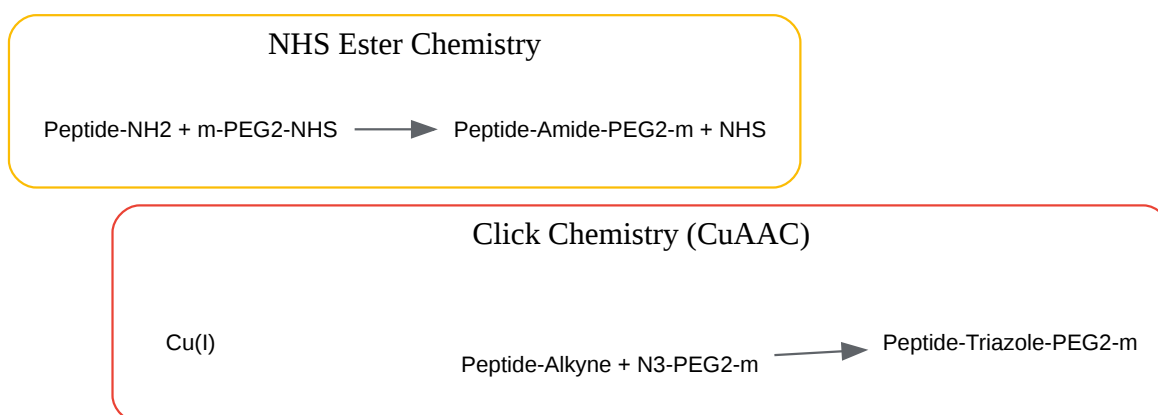 NHS Ester Chemistry
Peptide-NH2 + m-PEG2-NHS
Peptide-Amide-PEG2-m + NHS
Click Chemistry (CuAAC)
Cu(I)
Peptide-Alkyne + N3-PEG2-m
Peptide-Triazole-PEG2-m